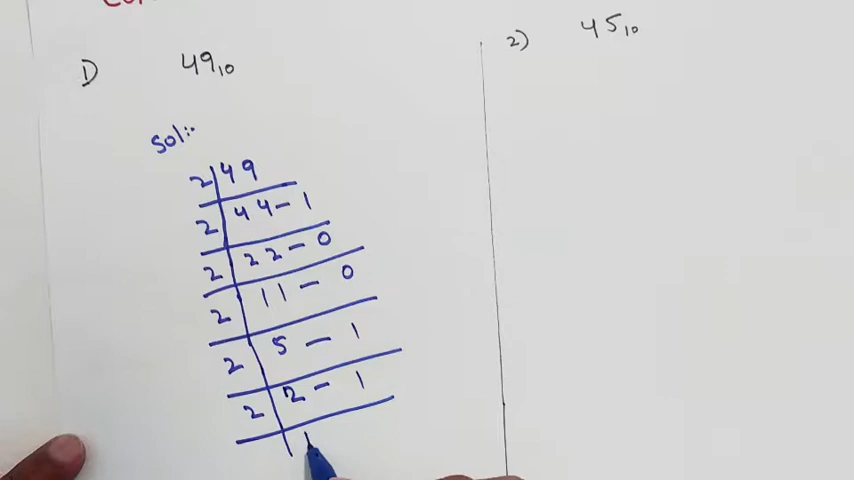 1) 49₁₀
Sol:-
2 49
2 44 - 1
2 22 - 0
2 11 - 0
2 5 - 1
2 2 - 1
1
2) 45₁₀